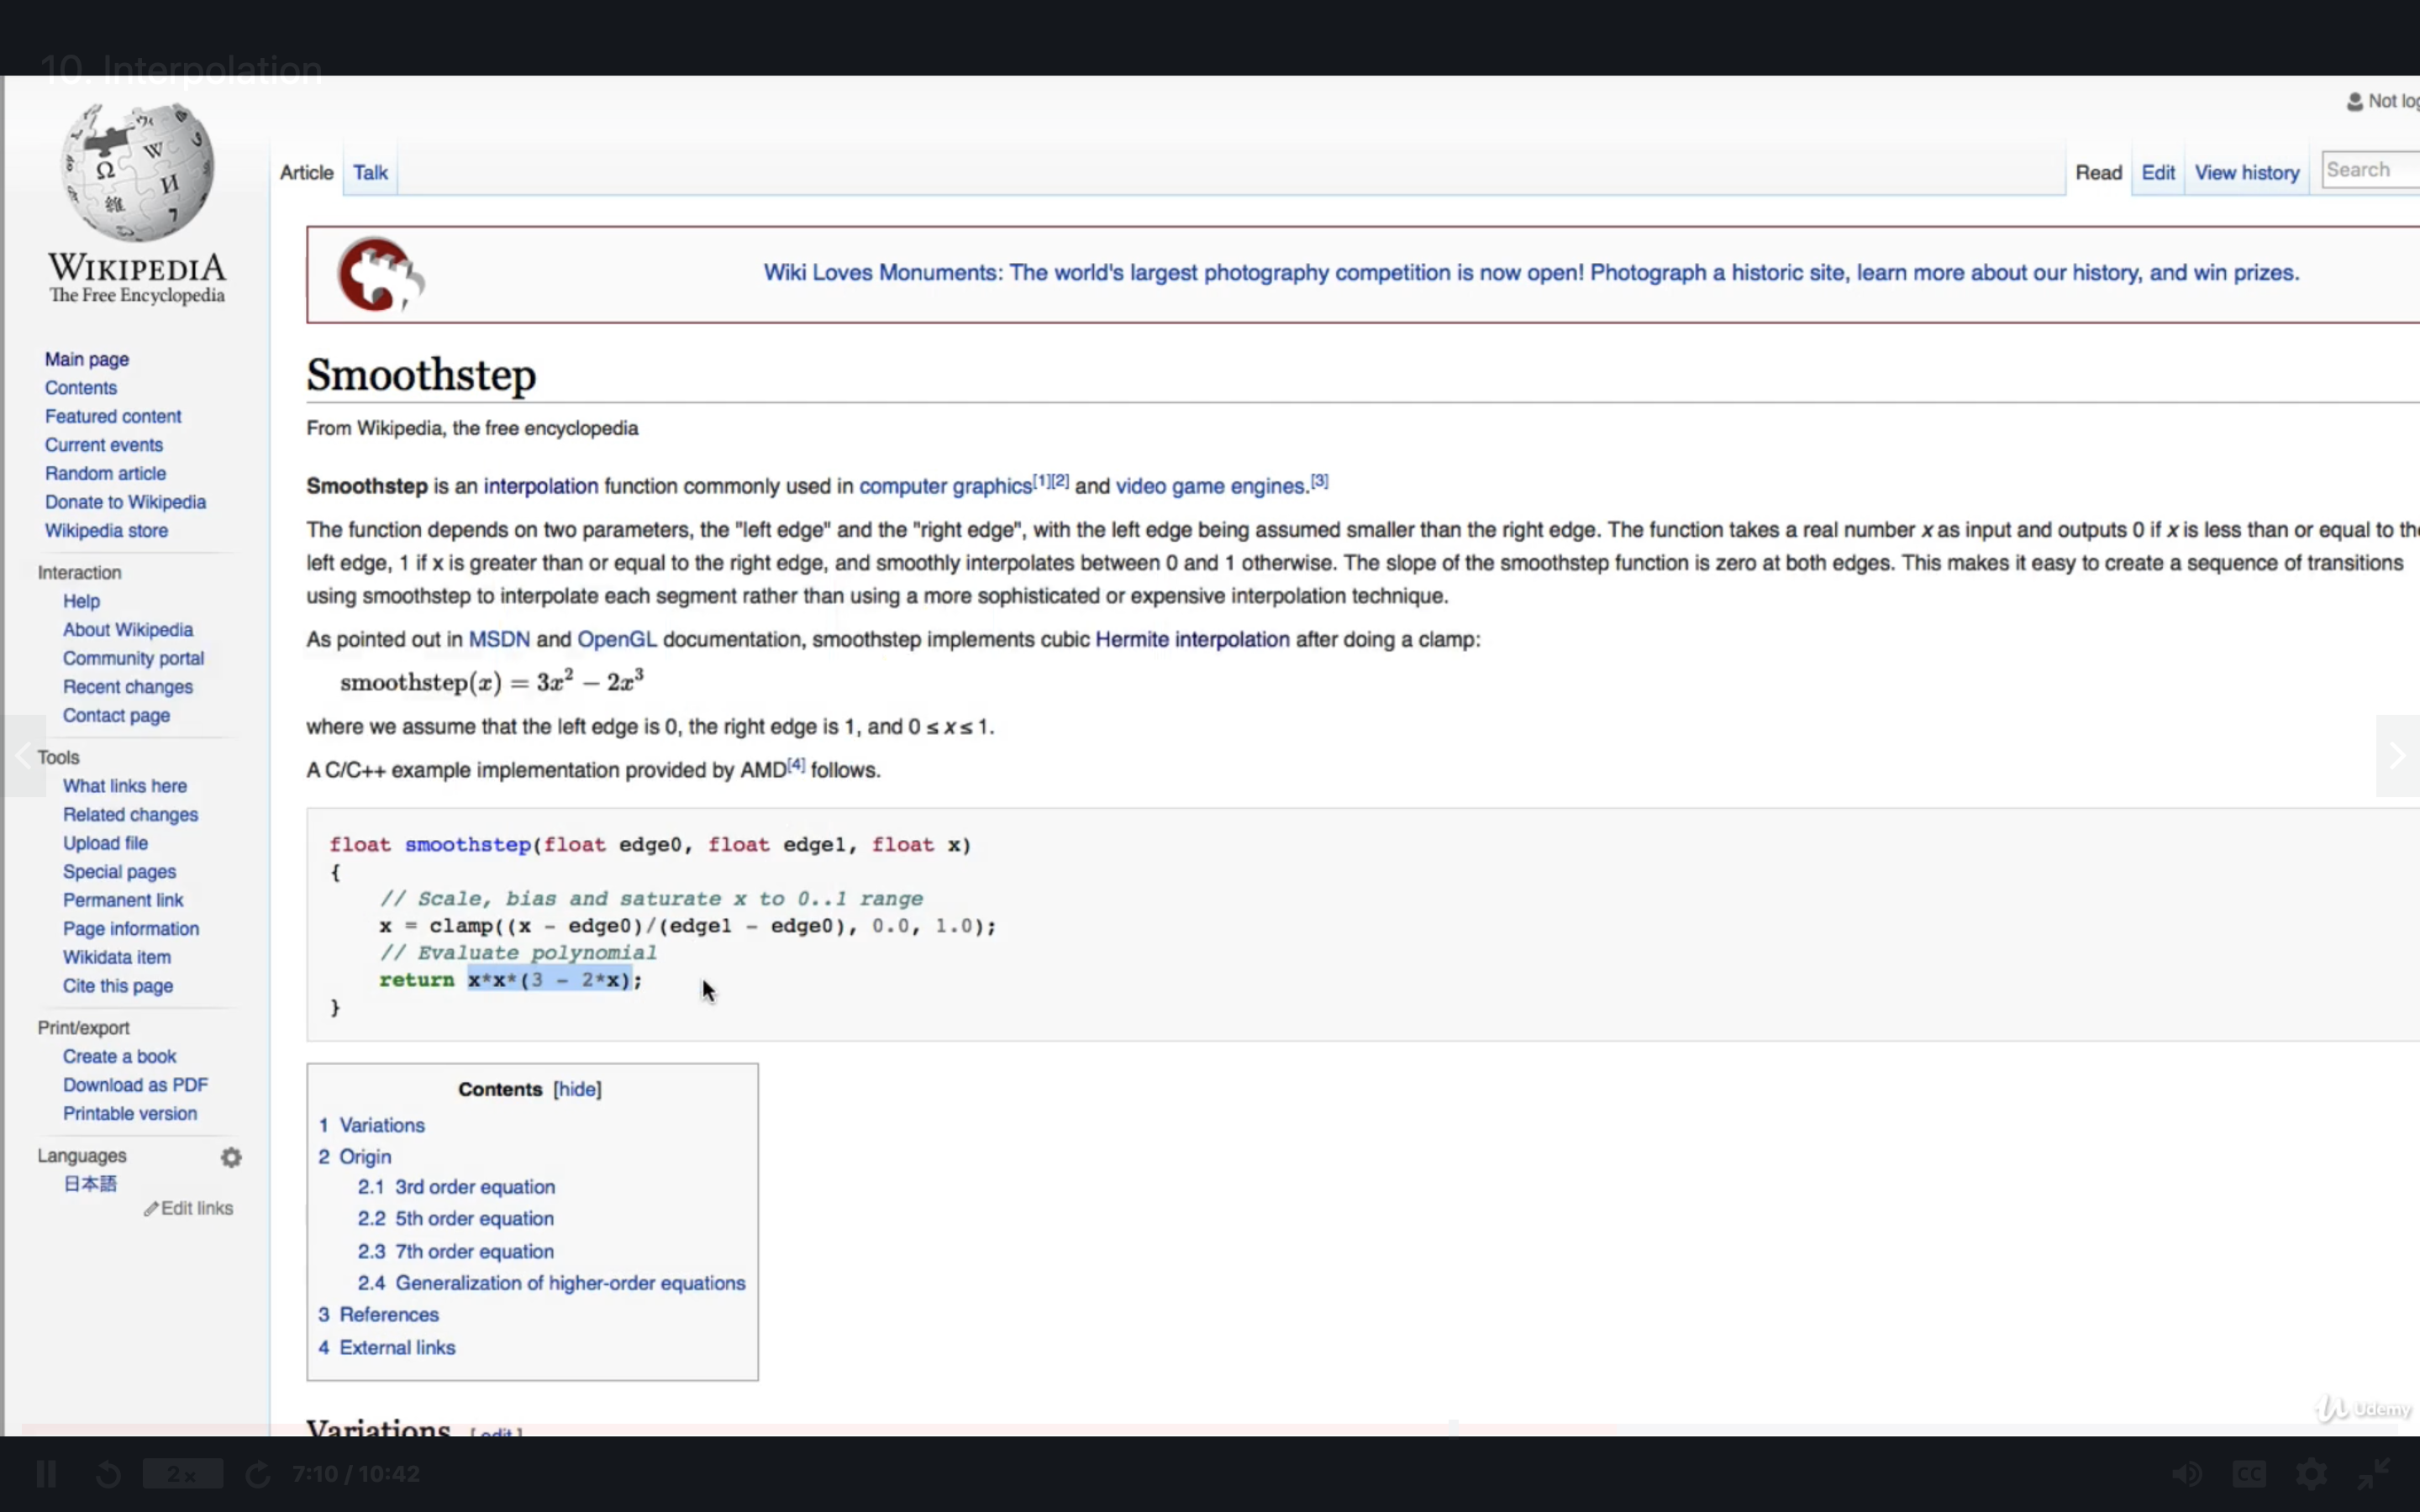 10. Interpolation
Not log
Article Talk
Read Edit View history Search
WIKIPEDIA
The Free Encyclopedia
Wiki Loves Monuments: The world's largest photography competition is now open! Photograph a historic site, learn more about our history, and win prizes.
Main page
Contents
Featured content
Current events
Random article
Donate to Wikipedia
Wikipedia store
Interaction
Help
About Wikipedia
Community portal
Recent changes
Contact page
Tools
What links here
Related changes
Upload file
Special pages
Permanent link
Page information
Wikidata item
Cite this page
Print/export
Create a book
Download as PDF
Printable version
Languages
日本語
Edit links
Smoothstep
From Wikipedia, the free encyclopedia
Smoothstep is an interpolation function commonly used in computer graphics[1][2] and video game engines.[3]
The function depends on two parameters, the "left edge" and the "right edge", with the left edge being assumed smaller than the right edge. The function takes a real number x as input and outputs 0 if x is less than or equal to the
left edge, 1 if x is greater than or equal to the right edge, and smoothly interpolates between 0 and 1 otherwise. The slope of the smoothstep function is zero at both edges. This makes it easy to create a sequence of transitions
using smoothstep to interpolate each segment rather than using a more sophisticated or expensive interpolation technique.
As pointed out in MSDN and OpenGL documentation, smoothstep implements cubic Hermite interpolation after doing a clamp:
smoothstep(x) = 3x² − 2x³
where we assume that the left edge is 0, the right edge is 1, and 0 ≤ x ≤ 1.
A C/C++ example implementation provided by AMD[4] follows.
float smoothstep(float edge0, float edge1, float x)
{
// Scale, bias and saturate x to 0..1 range
x = clamp((x - edge0)/(edge1 - edge0), 0.0, 1.0);
// Evaluate polynomial
return x*x*(3 - 2*x);
}
Contents [hide]
1 Variations
2 Origin
2.1 3rd order equation
2.2 5th order equation
2.3 7th order equation
2.4 Generalization of higher-order equations
3 References
4 External links
Variations [edit]
Udemy
2x 7:10 / 10:42 CC